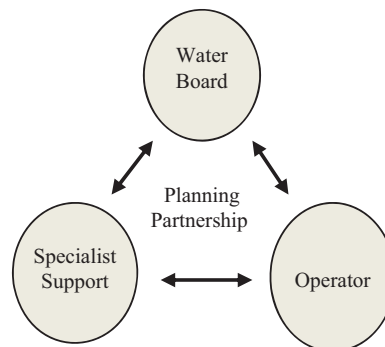 Water
Board
Planning
Partnership
Specialist
Support
Operator